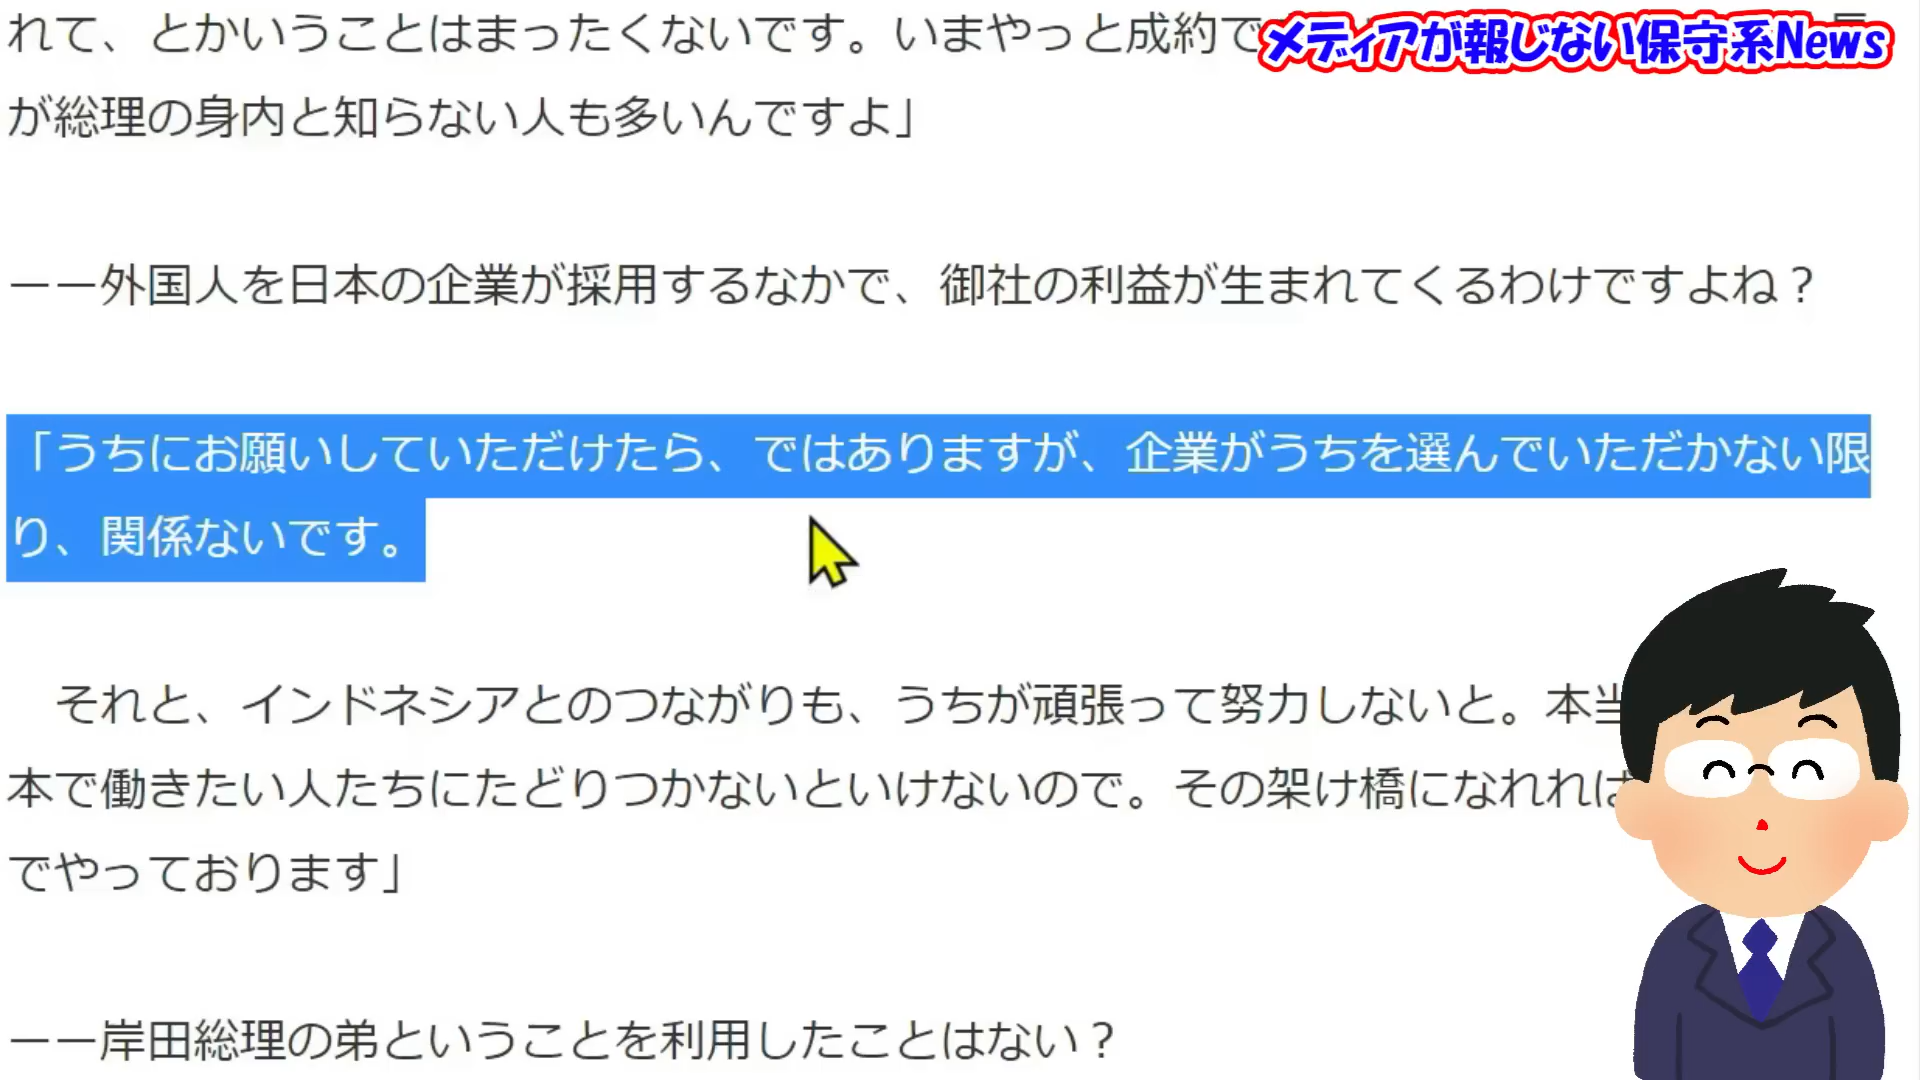 れて、とかいうことはまったくないです。いまやっと成約で
メディアが報じない保守系News
が総理の身内と知らない人も多いんですよ」
ーー外国人を日本の企業が採用するなかで、御社の利益が生まれてくるわけですよね？
「うちにお願いしていただけたら、ではありますが、企業がうちを選んでいただかない限
り、関係ないです。
それと、インドネシアとのつながりも、うちが頑張って努力しないと。本当
本で働きたい人たちにたどりつかないといけないので。その架け橋になれれば
でやっております」
ーー岸田総理の弟ということを利用したことはない？